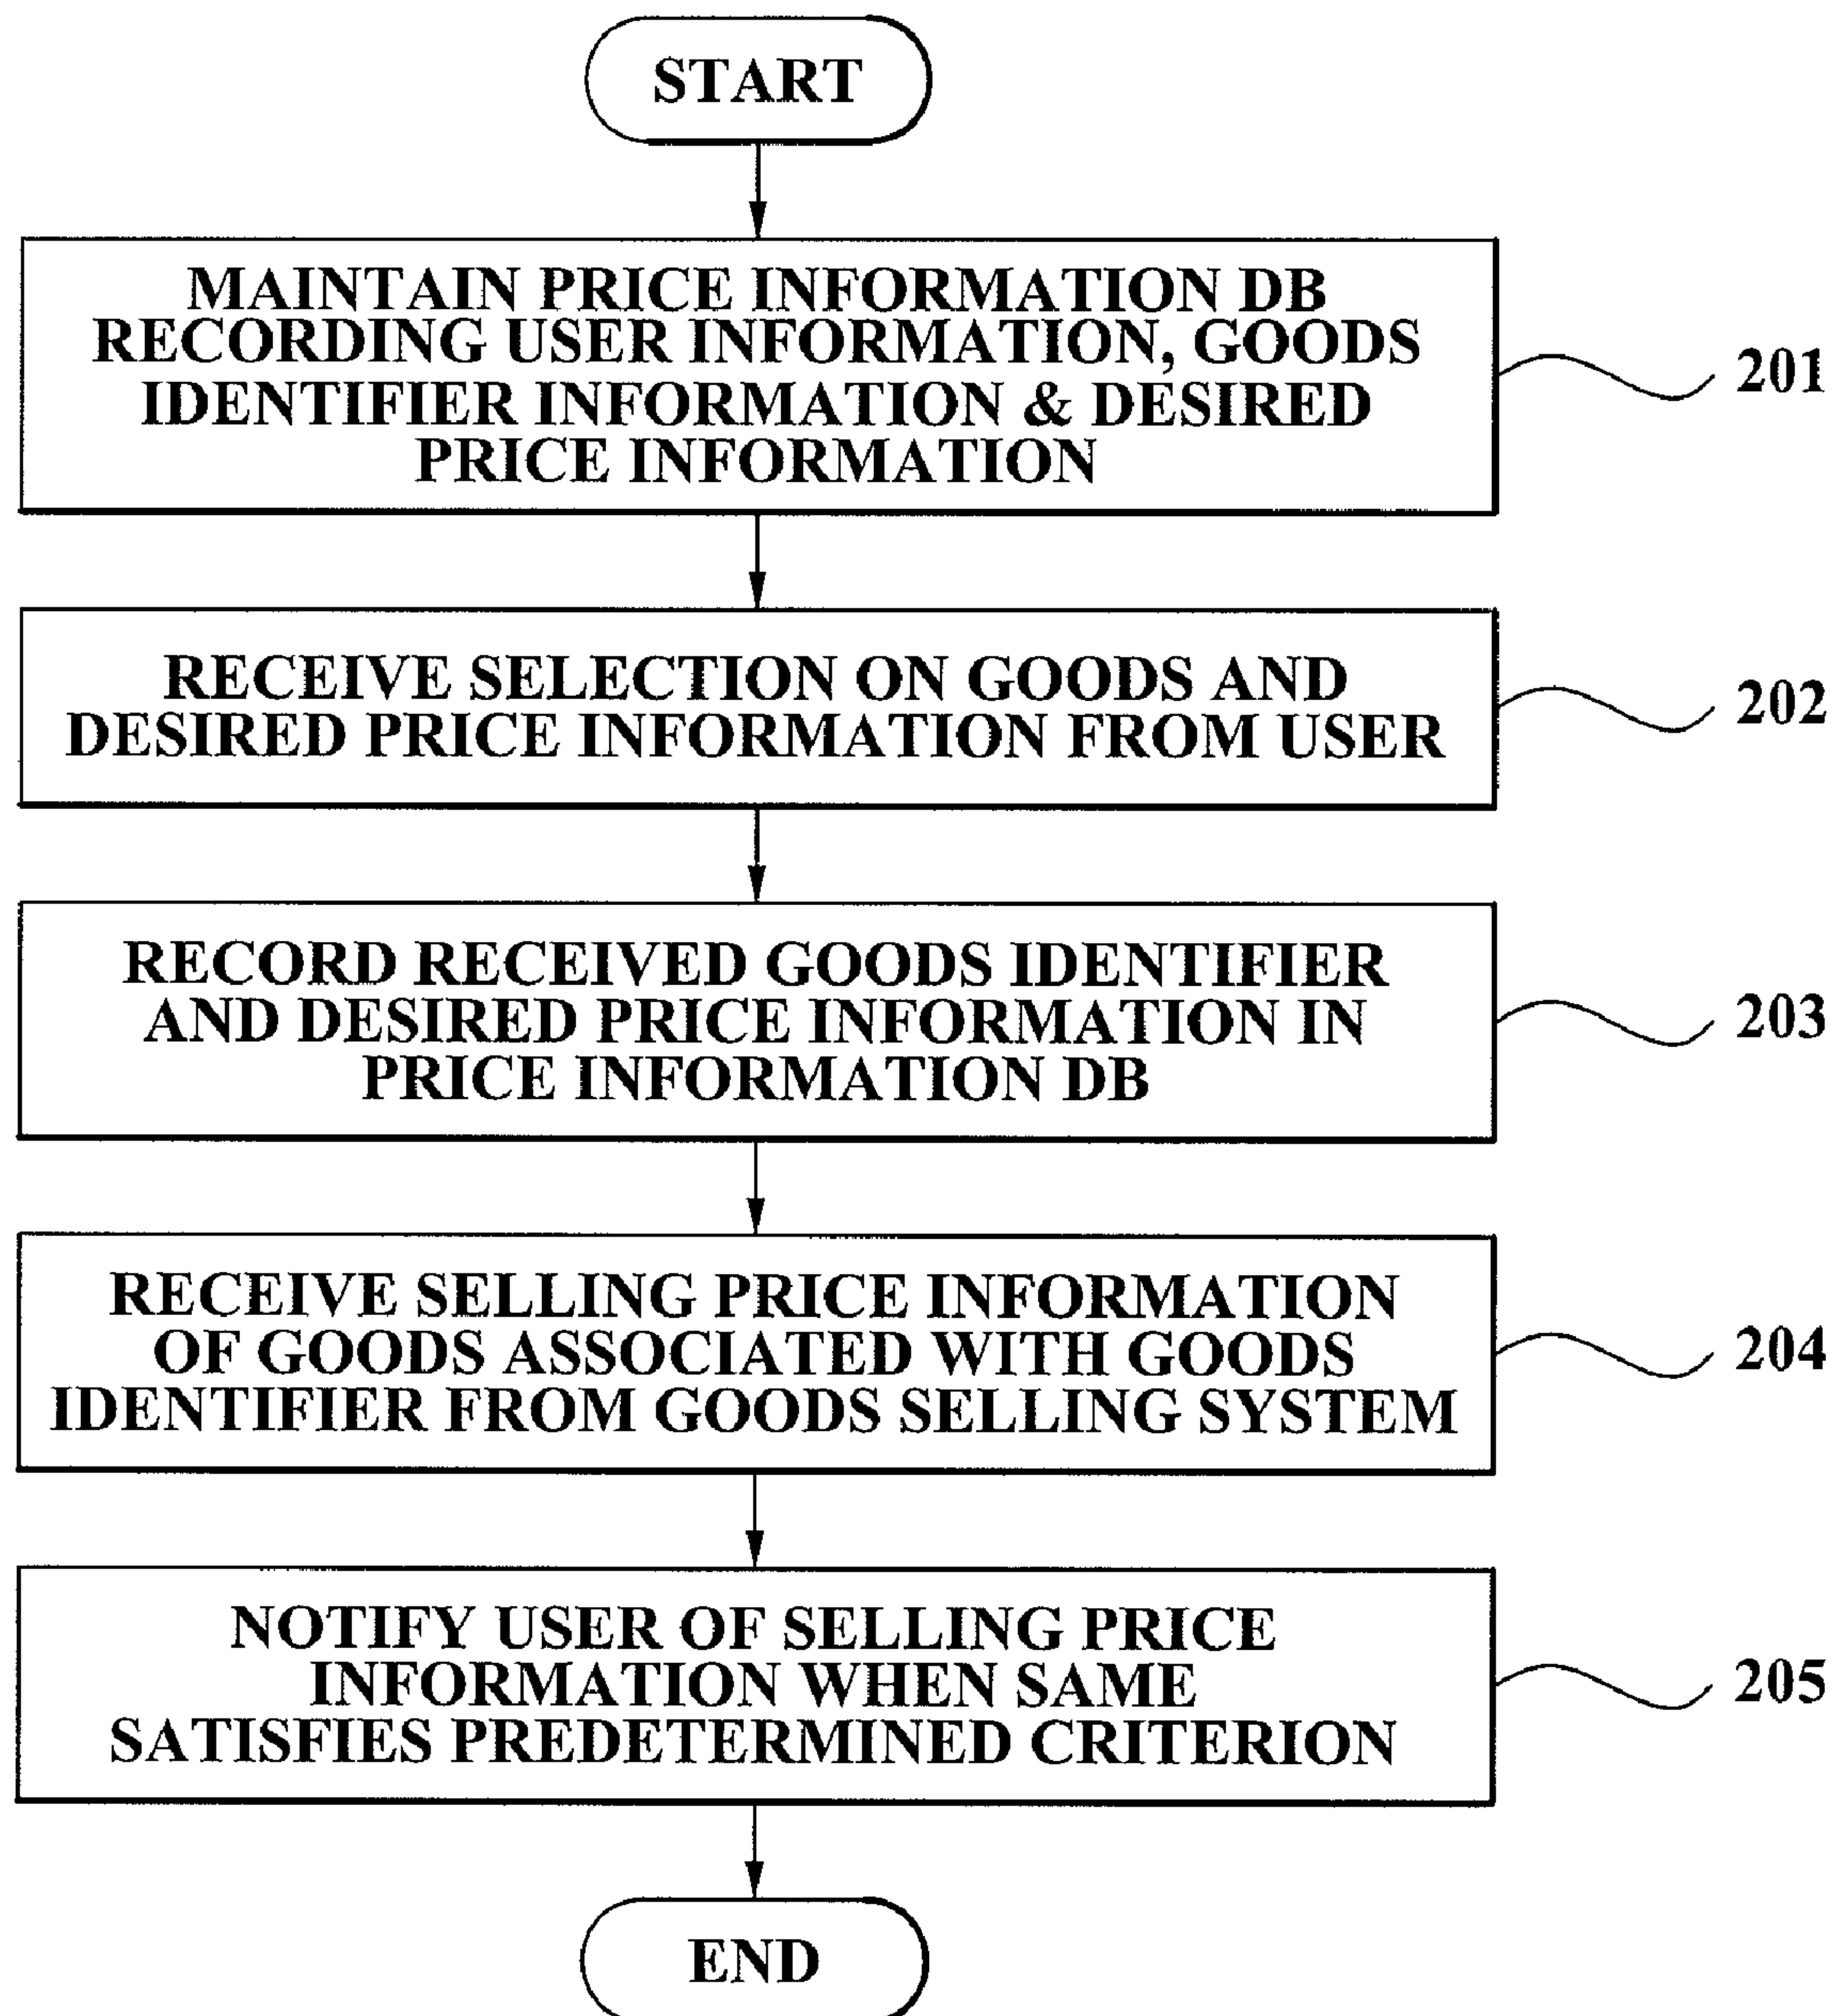 START
MAINTAIN PRICE INFORMATION DB
RECORDING USER INFORMATION, GOODS
IDENTIFIER INFORMATION & DESIRED
PRICE INFORMATION
201
RECEIVE SELECTION ON GOODS AND
DESIRED PRICE INFORMATION FROM USER
202
RECORD RECEIVED GOODS IDENTIFIER
AND DESIRED PRICE INFORMATION IN
PRICE INFORMATION DB
203
RECEIVE SELLING PRICE INFORMATION
OF GOODS ASSOCIATED WITH GOODS
IDENTIFIER FROM GOODS SELLING SYSTEM
204
NOTIFY USER OF SELLING PRICE
INFORMATION WHEN SAME
SATISFIES PREDETERMINED CRITERION
205
END